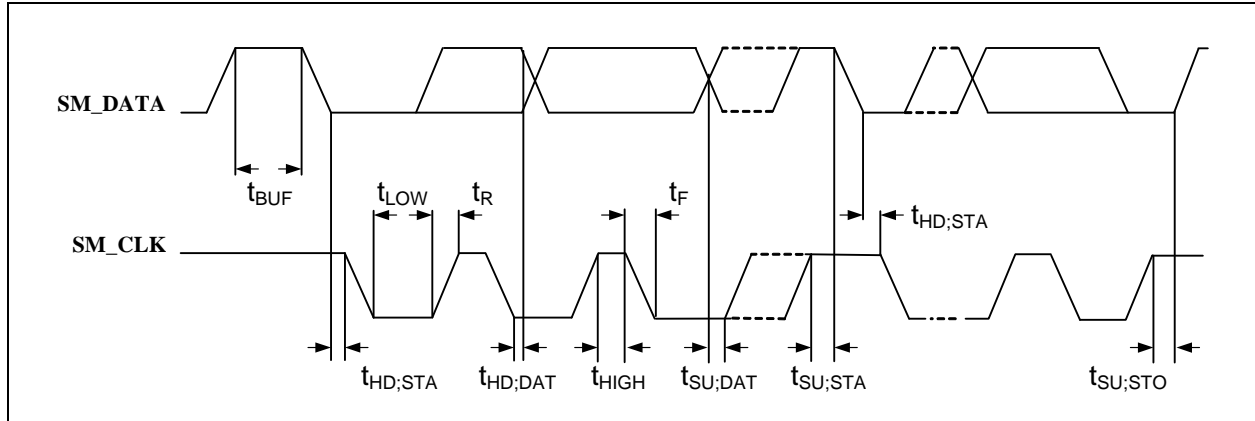 SM_DATA
tBUF
tLOW
tR
tF
tHD;STA
SM_CLK
tHD;STA
tHD;DAT
tHIGH
tSU;DAT
tSU;STA
tSU;STO